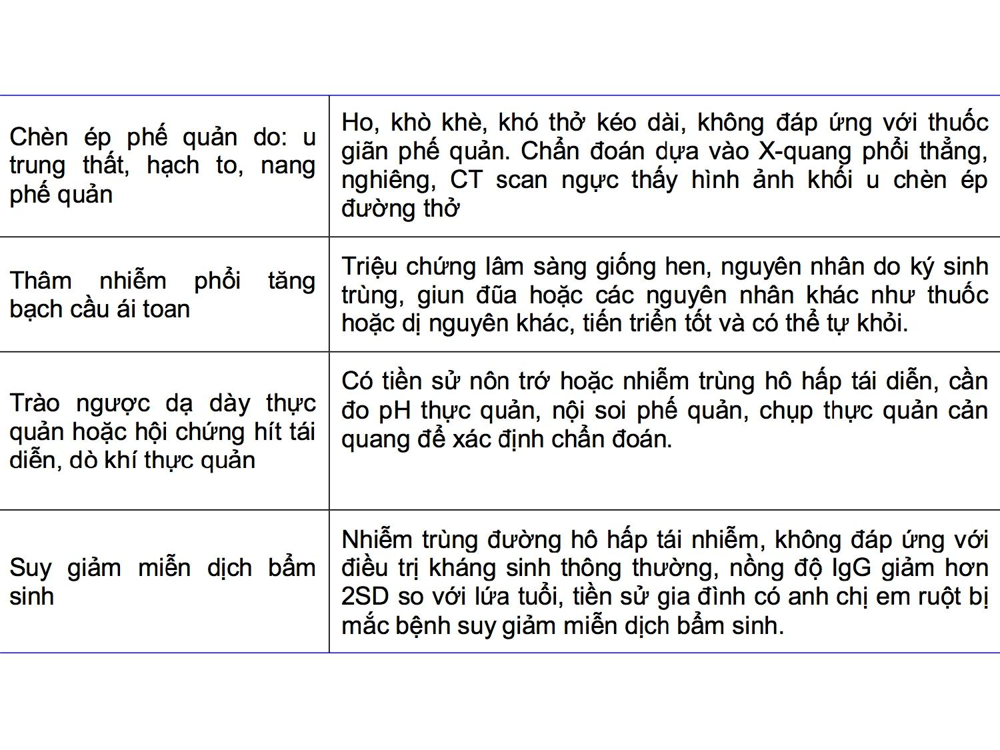 Chèn ép phế quản do: u
trung thất, hạch to, nang
phế quản
Ho, khò khè, khó thở kéo dài, không đáp ứng với thuốc
giãn phế quản. Chẩn đoán dựa vào X-quang phổi thẳng,
nghiêng, CT scan ngực thấy hình ảnh khối u chèn ép
đường thở
Thâm nhiễm phổi tăng
bạch cầu ái toan
Triệu chứng lâm sàng giống hen, nguyên nhân do ký sinh
trùng, giun đũa hoặc các nguyên nhân khác như thuốc
hoặc dị nguyên khác, tiến triển tốt và có thể tự khỏi.
Trào ngược dạ dày thực
quản hoặc hội chứng hít tái
diễn, dò khí thực quản
Có tiền sử nôn trớ hoặc nhiễm trùng hô hấp tái diễn, cần
đo pH thực quản, nội soi phế quản, chụp thực quản cản
quang để xác định chẩn đoán.
Suy giảm miễn dịch bẩm
sinh
Nhiễm trùng đường hô hấp tái nhiễm, không đáp ứng với
điều trị kháng sinh thông thường, nồng độ IgG giảm hơn
2SD so với lứa tuổi, tiền sử gia đình có anh chị em ruột bị
mắc bệnh suy giảm miễn dịch bẩm sinh.